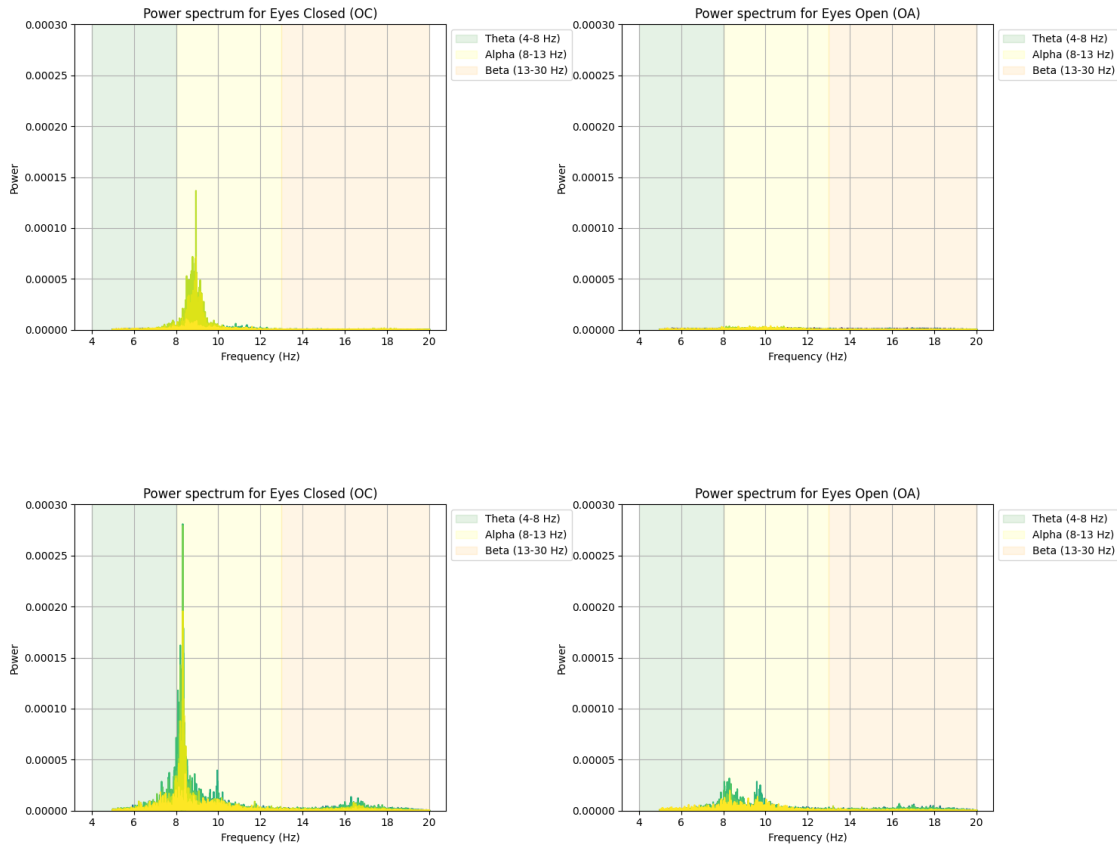 Power spectrum for Eyes Closed (OC)
0.00030
0.00025
0.00020
0.00015
0.00010
0.00005
0.00000
Power
4 6 8 10 12 14 16 18 20
Frequency (Hz)
Theta (4-8 Hz)
Alpha (8-13 Hz)
Beta (13-30 Hz)
Power spectrum for Eyes Open (OA)
0.00030
0.00025
0.00020
0.00015
0.00010
0.00005
0.00000
Power
4 6 8 10 12 14 16 18 20
Frequency (Hz)
Theta (4-8 Hz)
Alpha (8-13 Hz)
Beta (13-30 Hz)
Power spectrum for Eyes Closed (OC)
0.00030
0.00025
0.00020
0.00015
0.00010
0.00005
0.00000
Power
4 6 8 10 12 14 16 18 20
Frequency (Hz)
Theta (4-8 Hz)
Alpha (8-13 Hz)
Beta (13-30 Hz)
Power spectrum for Eyes Open (OA)
0.00030
0.00025
0.00020
0.00015
0.00010
0.00005
0.00000
Power
4 6 8 10 12 14 16 18 20
Frequency (Hz)
Theta (4-8 Hz)
Alpha (8-13 Hz)
Beta (13-30 Hz)